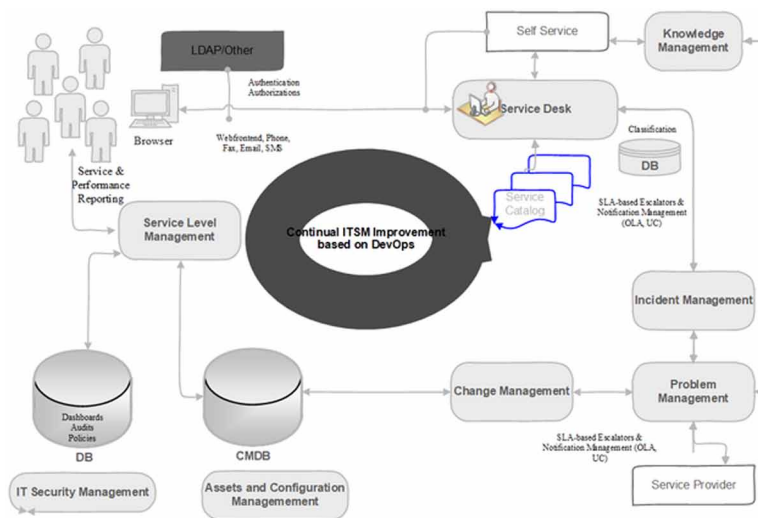 LDAP/Other
Self Service
Knowledge
Management
Authentication
Authorizations
Service Desk
Browser
Webfrontend, Phone,
Fax, Email, SMS
Classification
DB
Service &
Performance
Reporting
Service
Catalog
SLA-based Escalators &
Notification Management
(OLA, UC)
Service Level
Management
Continual ITSM Improvement
based on DevOps
Incident Management
Change Management
Problem
Management
Dashboards
Audits
Policies
DB
CMDB
SLA-based Escalators &
Notification Management (OLA,
UC)
IT Security Management
Assets and Configuration
Managemement
Service Provider